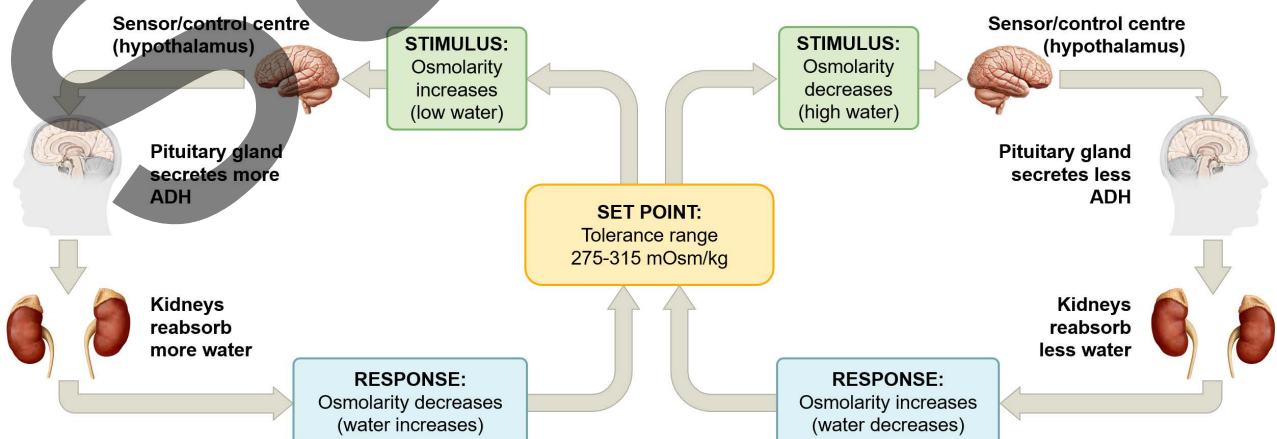 Sensor/control centre
(hypothalamus)
STIMULUS:
Osmolarity
increases
(low water)
STIMULUS:
Osmolarity
decreases
(high water)
Sensor/control centre
(hypothalamus)
Pituitary gland
secretes more
ADH
Pituitary gland
secretes less
ADH
SET POINT:
Tolerance range
275-315 mOsm/kg
Kidneys
reabsorb
more water
Kidneys
reabsorb
less water
RESPONSE:
Osmolarity decreases
(water increases)
RESPONSE:
Osmolarity increases
(water decreases)